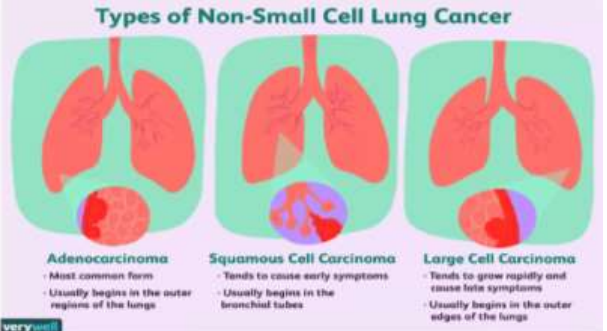 Types of Non-Small Cell Lung Cancer
Adenocarcinoma
· Most common form
· Usually begins in the outer
regions of the lungs
Squamous Cell Carcinoma
· Tends to cause early symptoms
· Usually begins in the
bronchial tubes
Large Cell Carcinoma
· Tends to grow rapidly and
cause late symptoms
· Usually begins in the outer
edges of the lungs
verywell